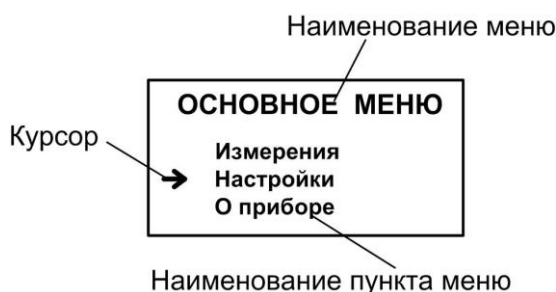 Наименование меню
ОСНОВНОЕ МЕНЮ
Курсор
Измерения
Настройки
О приборе
Наименование пункта меню